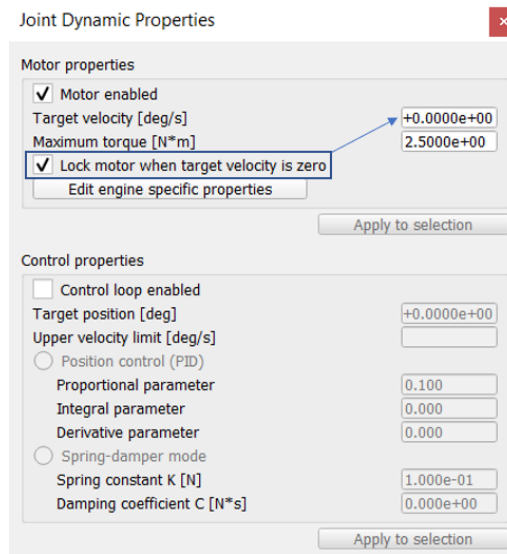 Joint Dynamic Properties
Motor properties
Motor enabled
Target velocity [deg/s] +0.0000e+00
Maximum torque [N*m] 2.5000e+00
Lock motor when target velocity is zero
Edit engine specific properties
Apply to selection
Control properties
Control loop enabled
Target position [deg] +0.0000e+00
Upper velocity limit [deg/s]
Position control (PID)
Proportional parameter 0.100
Integral parameter 0.000
Derivative parameter 0.000
Spring-damper mode
Spring constant K [N] 1.000e-01
Damping coefficient C [N*s] 0.000e+00
Apply to selection